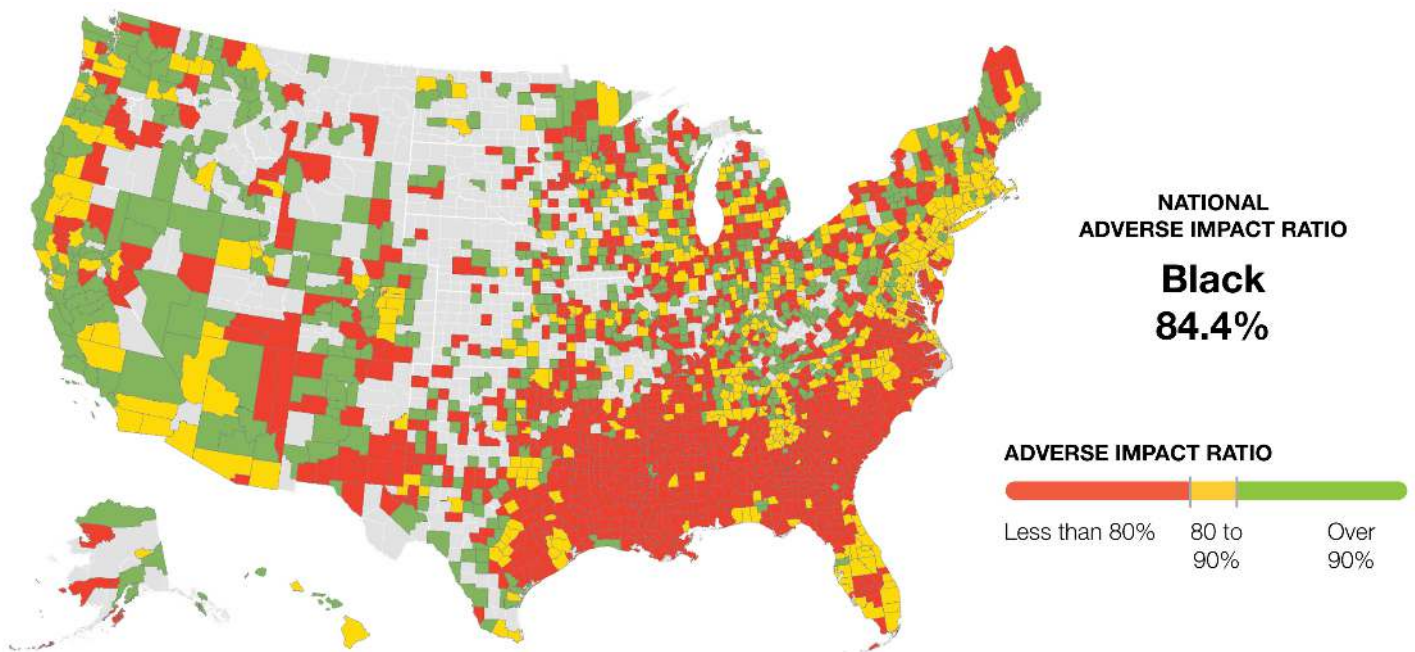 NATIONAL
ADVERSE IMPACT RATIO
Black
84.4%
ADVERSE IMPACT RATIO
Less than 80%
80 to
90%
Over
90%